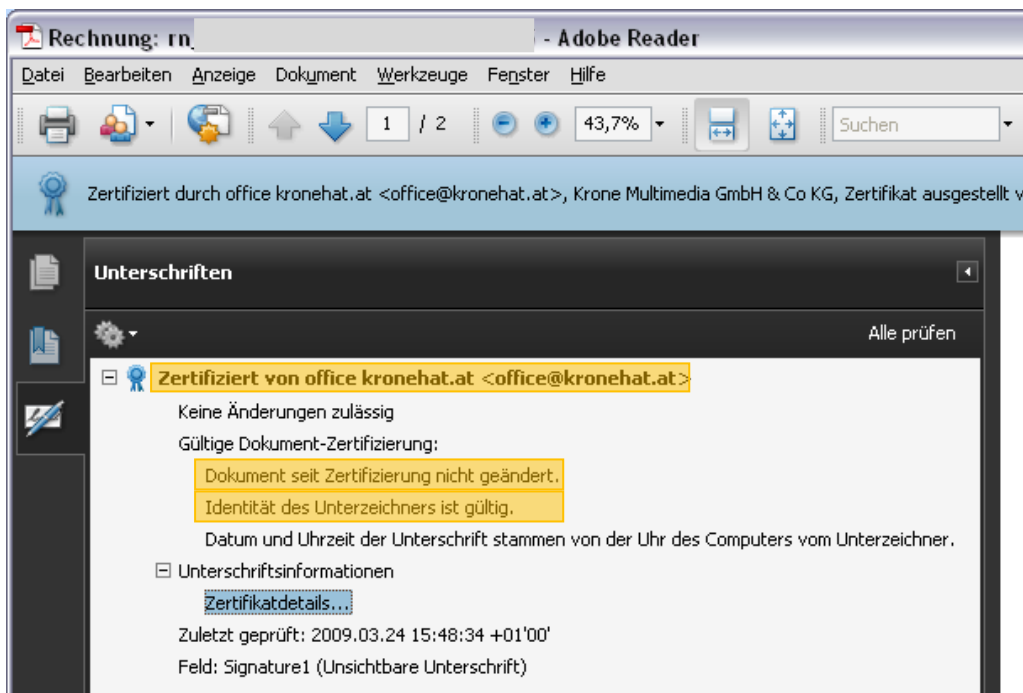 Rechnung: rn_ - Adobe Reader
Datei Bearbeiten Anzeige Dokument Werkzeuge Fenster Hilfe
1 / 2 43,7% Suchen
Zertifiziert durch office kronehat.at <office@kronehat.at>, Krone Multimedia GmbH & Co KG, Zertifikat ausgestellt v
Unterschriften
Alle prüfen
Zertifiziert von office kronehat.at <office@kronehat.at>
Keine Änderungen zulässig
Gültige Dokument-Zertifizierung:
Dokument seit Zertifizierung nicht geändert.
Identität des Unterzeichners ist gültig.
Datum und Uhrzeit der Unterschrift stammen von der Uhr des Computers vom Unterzeichner.
Unterschriftsinformationen
Zertifikatdetails...
Zuletzt geprüft: 2009.03.24 15:48:34 +01'00'
Feld: Signature1 (Unsichtbare Unterschrift)